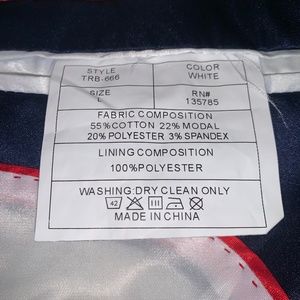 STYLE COLOR
TRB-666 WHITE
SIZE RN#
L 135785
FABRIC COMPOSITION
55%COTTON 22% MODAL
20% POLYESTER 3% SPANDEX
LINING COMPOSITION
100%POLYESTER
WASHING:DRY CLEAN ONLY
42
MADE IN CHINA